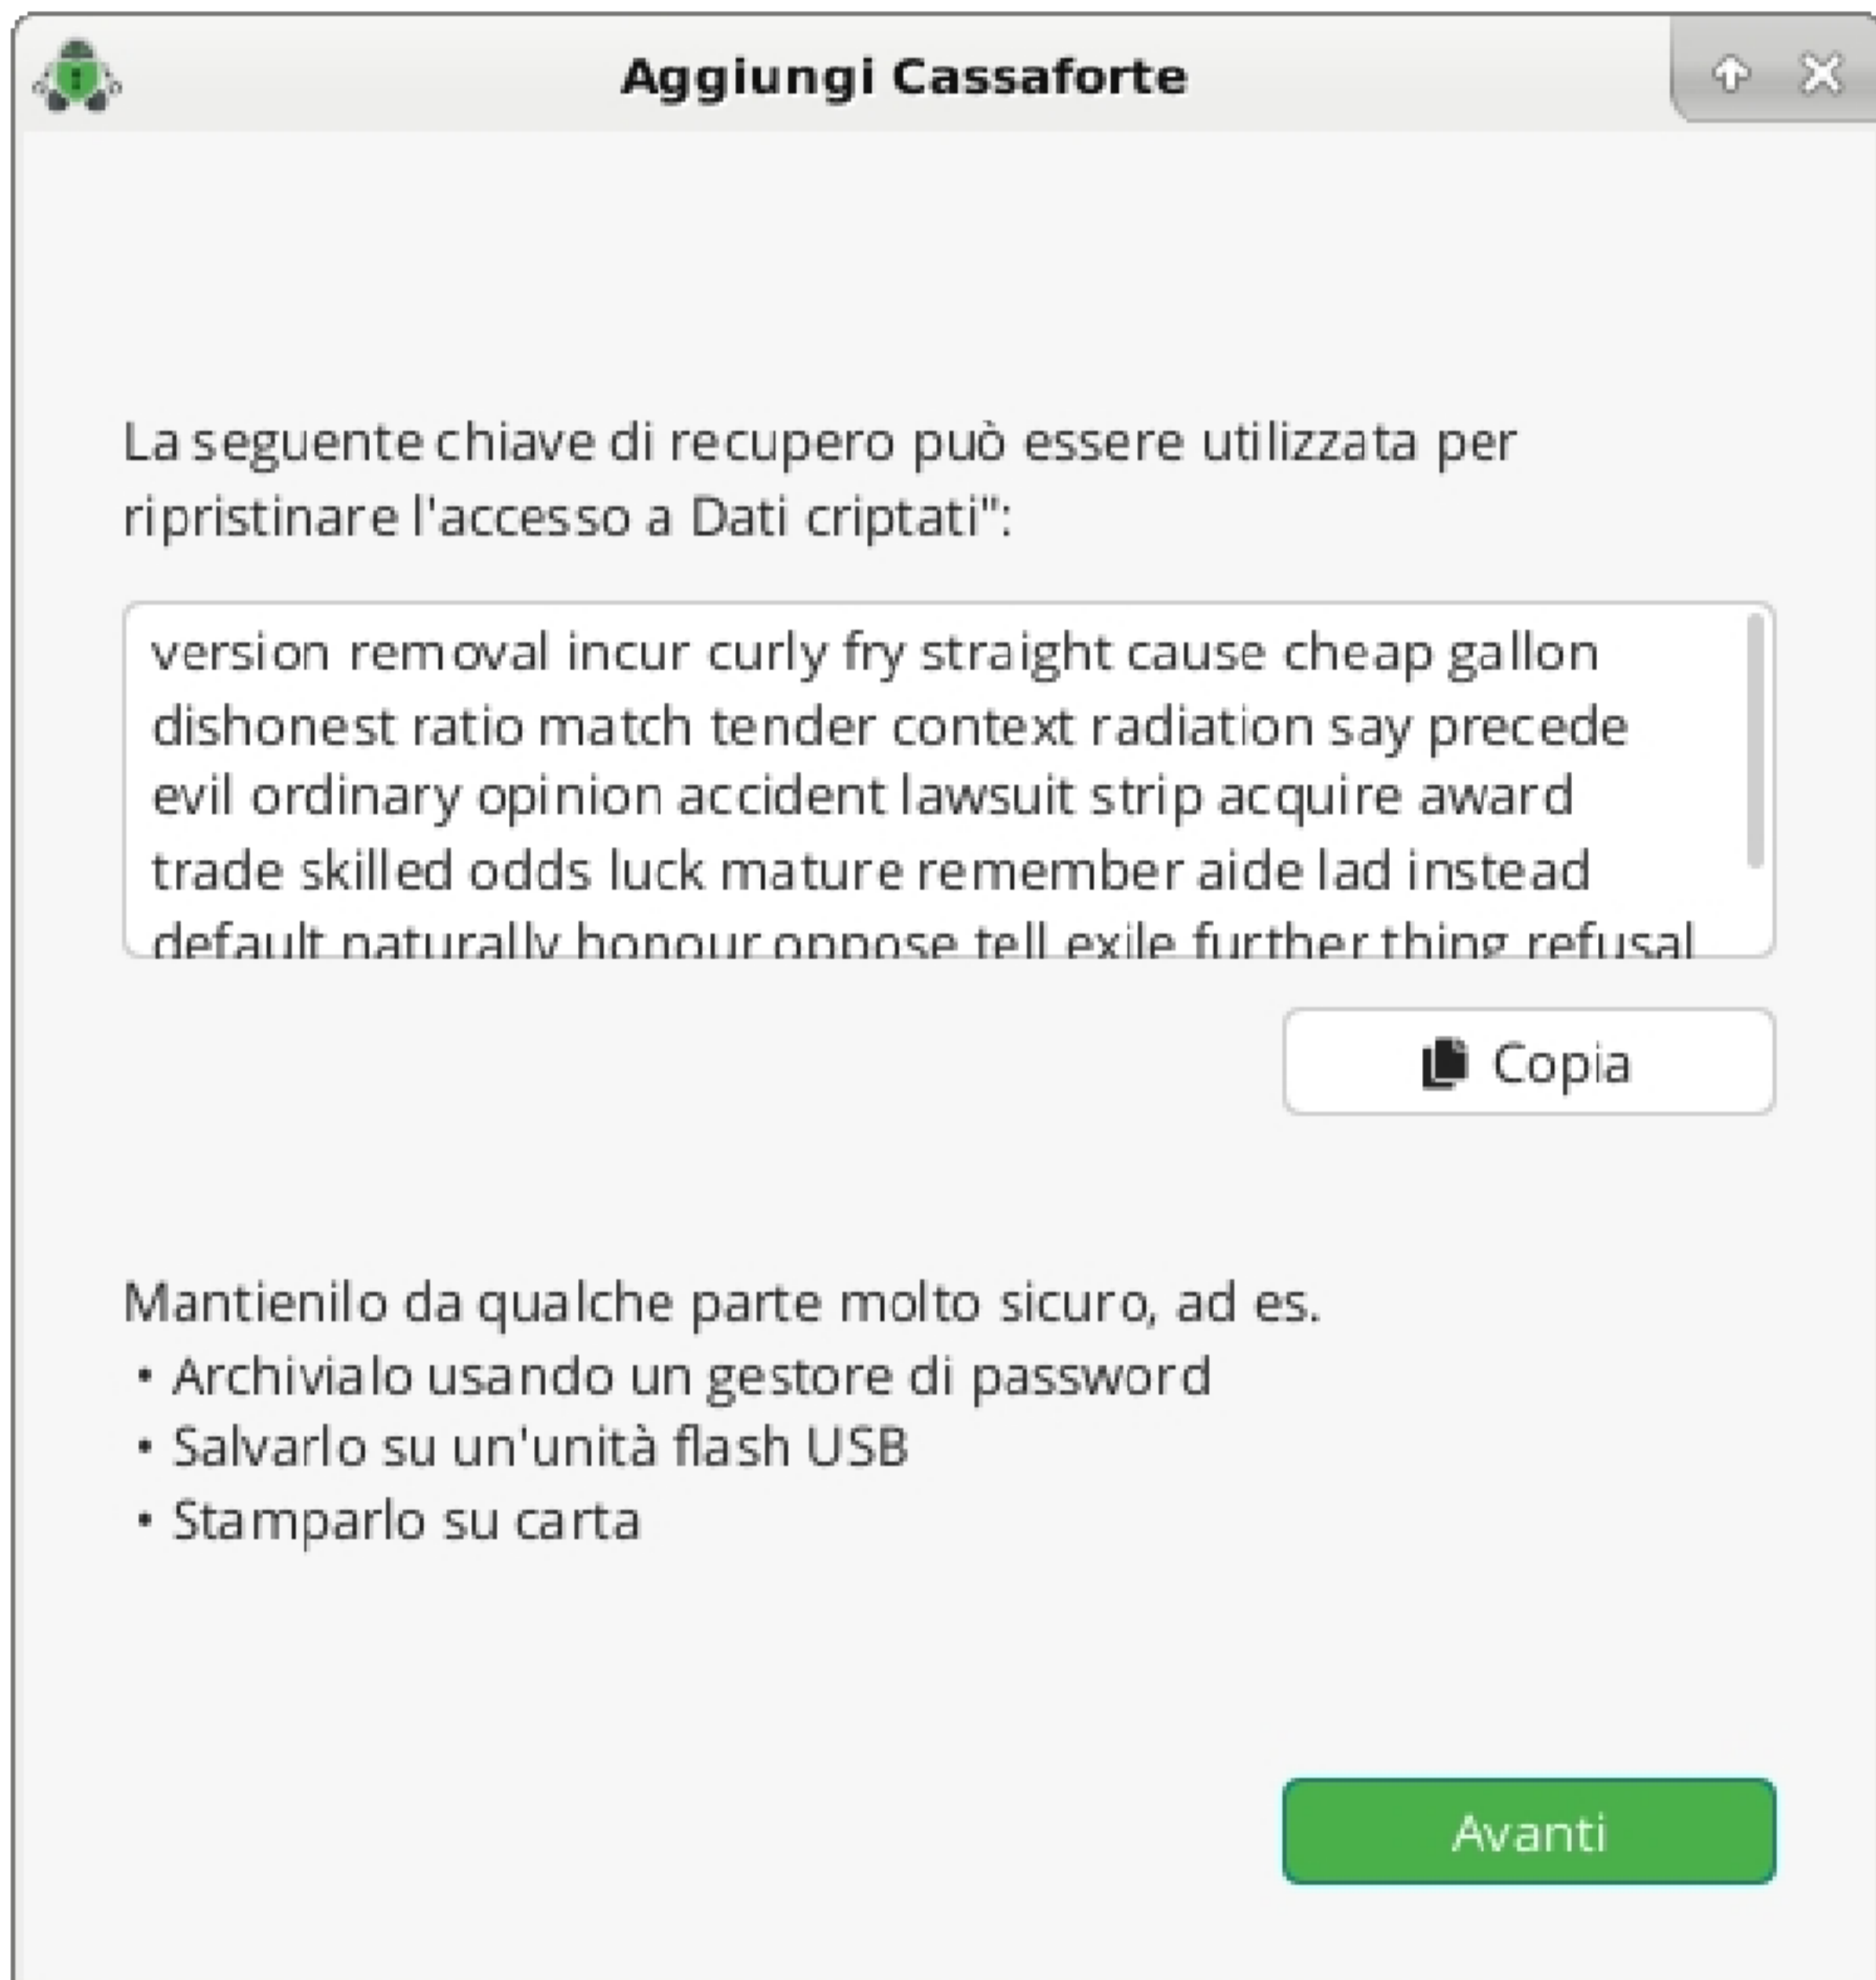 Aggiungi Cassaforte
La seguente chiave di recupero può essere utilizzata per
ripristinare l'accesso a Dati criptati":
version removal incur curly fry straight cause cheap gallon
dishonest ratio match tender context radiation say precede
evil ordinary opinion accident lawsuit strip acquire award
trade skilled odds luck mature remember aide lad instead
default naturally honour oppose tell exile further thing refusal
Copia
Mantienilo da qualche parte molto sicuro, ad es.
• Archivialo usando un gestore di password
• Salvarlo su un'unità flash USB
• Stamparlo su carta
Avanti